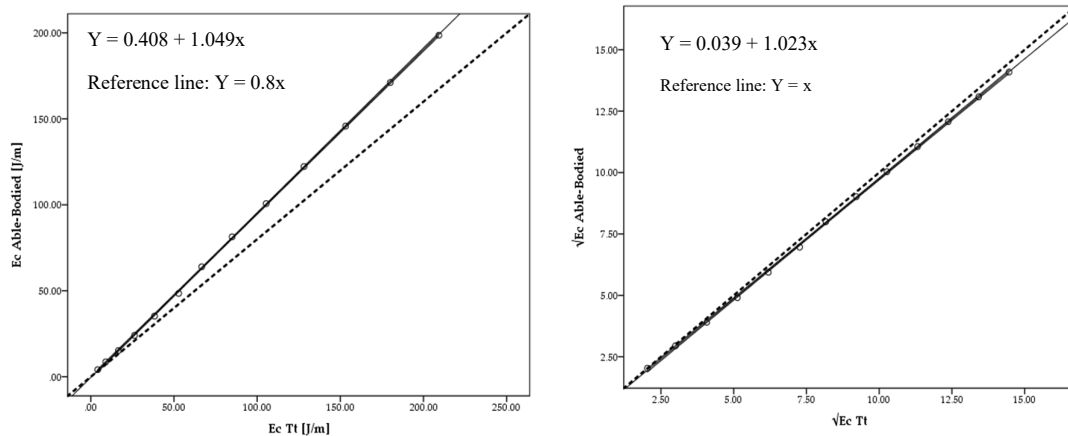 Y = 0.408 + 1.049x
Reference line: Y = 0.8x
Ec Able-Bodied [J/m]
200.00
150.00
100.00
50.00
.00
.00 50.00 100.00 150.00 200.00 250.00
Ec Tt [J/m]
Y = 0.039 + 1.023x
Reference line: Y = x
√Ec Able-Bodied
15.00
12.50
10.00
7.50
5.00
2.50
2.50 5.00 7.50 10.00 12.50 15.00
√Ec Tt